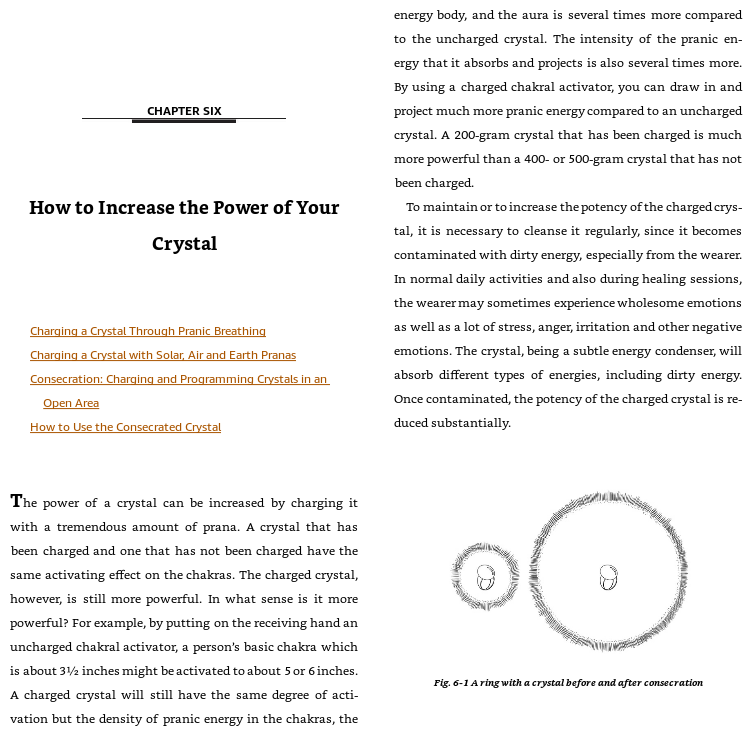 CHAPTER SIX
How to Increase the Power of Your
Crystal
Charging a Crystal Through Pranic Breathing
Charging a Crystal with Solar, Air and Earth Pranas
Consecration: Charging and Programming Crystals in an
Open Area
How to Use the Consecrated Crystal
The power of a crystal can be increased by charging it
with a tremendous amount of prana. A crystal that has
been charged and one that has not been charged have the
same activating effect on the chakras. The charged crystal,
however, is still more powerful. In what sense is it more
powerful? For example, by putting on the receiving hand an
uncharged chakral activator, a person's basic chakra which
is about 3½ inches might be activated to about 5 or 6 inches.
A charged crystal will still have the same degree of acti-
vation but the density of pranic energy in the chakras, the
energy body, and the aura is several times more compared
to the uncharged crystal. The intensity of the pranic en-
ergy that it absorbs and projects is also several times more.
By using a charged chakral activator, you can draw in and
project much more pranic energy compared to an uncharged
crystal. A 200-gram crystal that has been charged is much
more powerful than a 400- or 500-gram crystal that has not
been charged.
To maintain or to increase the potency of the charged crys-
tal, it is necessary to cleanse it regularly, since it becomes
contaminated with dirty energy, especially from the wearer.
In normal daily activities and also during healing sessions,
the wearer may sometimes experience wholesome emotions
as well as a lot of stress, anger, irritation and other negative
emotions. The crystal, being a subtle energy condenser, will
absorb different types of energies, including dirty energy.
Once contaminated, the potency of the charged crystal is re-
duced substantially.
Fig. 6-1 A ring with a crystal before and after consecration